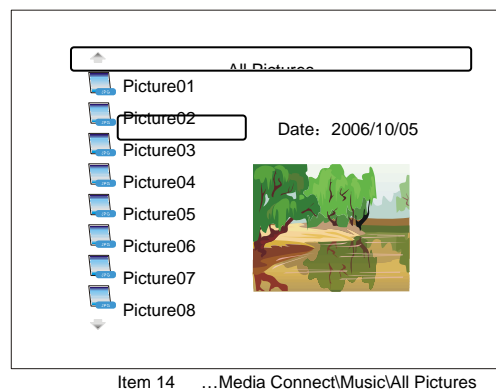 All Pictures
Picture01
Picture02
Date: 2006/10/05
Picture03
Picture04
Picture05
Picture06
Picture07
Picture08
Item 14 …Media Connect\Music\All Pictures